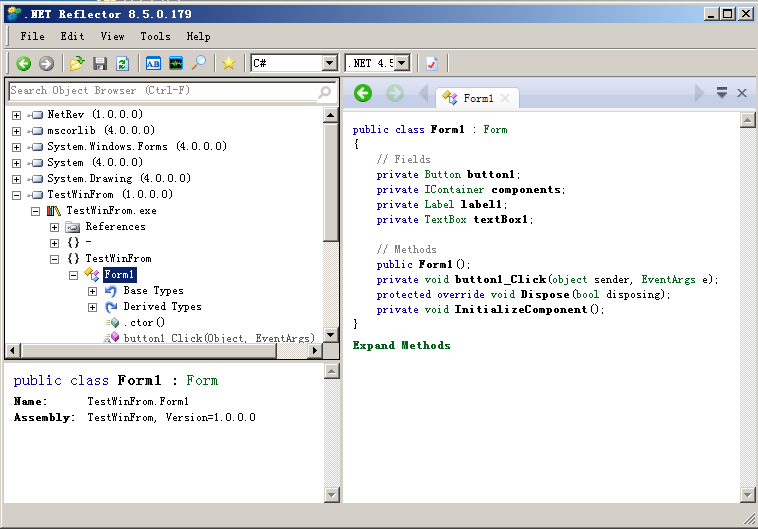 .NET Reflector 8.5.0.179
File Edit View Tools Help
C# .NET 4.5
Search Object Browser (Ctrl-F)
NetRev (1.0.0.0)
mscorlib (4.0.0.0)
System.Windows.Forms (4.0.0.0)
System (4.0.0.0)
System.Drawing (4.0.0.0)
TestWinFrom (1.0.0.0)
TestWinFrom.exe
References
{} -
{} TestWinFrom
Form1
Base Types
Derived Types
.ctor()
button1_Click(Object, EventArgs)
public class Form1 : Form
Name: TestWinFrom.Form1
Assembly: TestWinFrom, Version=1.0.0.0
Form1
public class Form1 : Form
{
// Fields
private Button button1;
private IContainer components;
private Label label1;
private TextBox textBox1;
// Methods
public Form1();
private void button1_Click(object sender, EventArgs e);
protected override void Dispose(bool disposing);
private void InitializeComponent();
}
Expand Methods